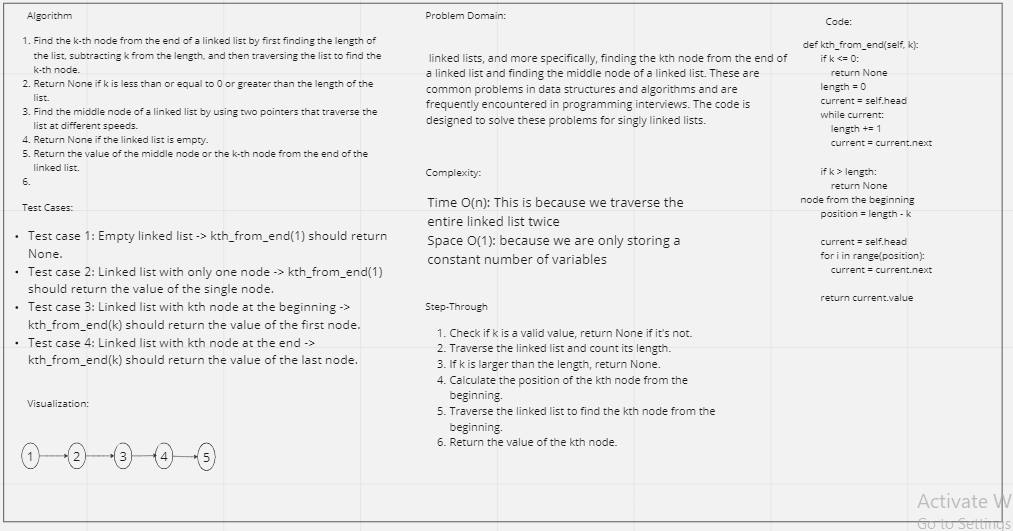 Algorithm
1. Find the k-th node from the end of a linked list by first finding the length of
the list, subtracting k from the length, and then traversing the list to find the
k-th node.
2. Return None if k is less than or equal to 0 or greater than the length of the
list.
3. Find the middle node of a linked list by using two pointers that traverse the
list at different speeds.
4. Return None if the linked list is empty.
5. Return the value of the middle node or the k-th node from the end of the
linked list.
6.
Test Cases:
• Test case 1: Empty linked list -> kth_from_end(1) should return
None.
• Test case 2: Linked list with only one node -> kth_from_end(1)
should return the value of the single node.
• Test case 3: Linked list with kth node at the beginning ->
kth_from_end(k) should return the value of the first node.
• Test case 4: Linked list with kth node at the end ->
kth_from_end(k) should return the value of the last node.
Visualization:
1 2 3 4 5
Problem Domain:
linked lists, and more specifically, finding the kth node from the end of
a linked list and finding the middle node of a linked list. These are
common problems in data structures and algorithms and are
frequently encountered in programming interviews. The code is
designed to solve these problems for singly linked lists.
Complexity:
Time O(n): This is because we traverse the
entire linked list twice
Space O(1): because we are only storing a
constant number of variables
Step-Through
1. Check if k is a valid value, return None if it's not.
2. Traverse the linked list and count its length.
3. If k is larger than the length, return None.
4. Calculate the position of the kth node from the
beginning.
5. Traverse the linked list to find the kth node from the
beginning.
6. Return the value of the kth node.
Code:
def kth_from_end(self, k):
if k <= 0:
return None
length = 0
current = self.head
while current:
length += 1
current = current.next
if k > length:
return None
node from the beginning
position = length - k
current = self.head
for i in range(position):
current = current.next
return current.value
Activate W
Go to Settings